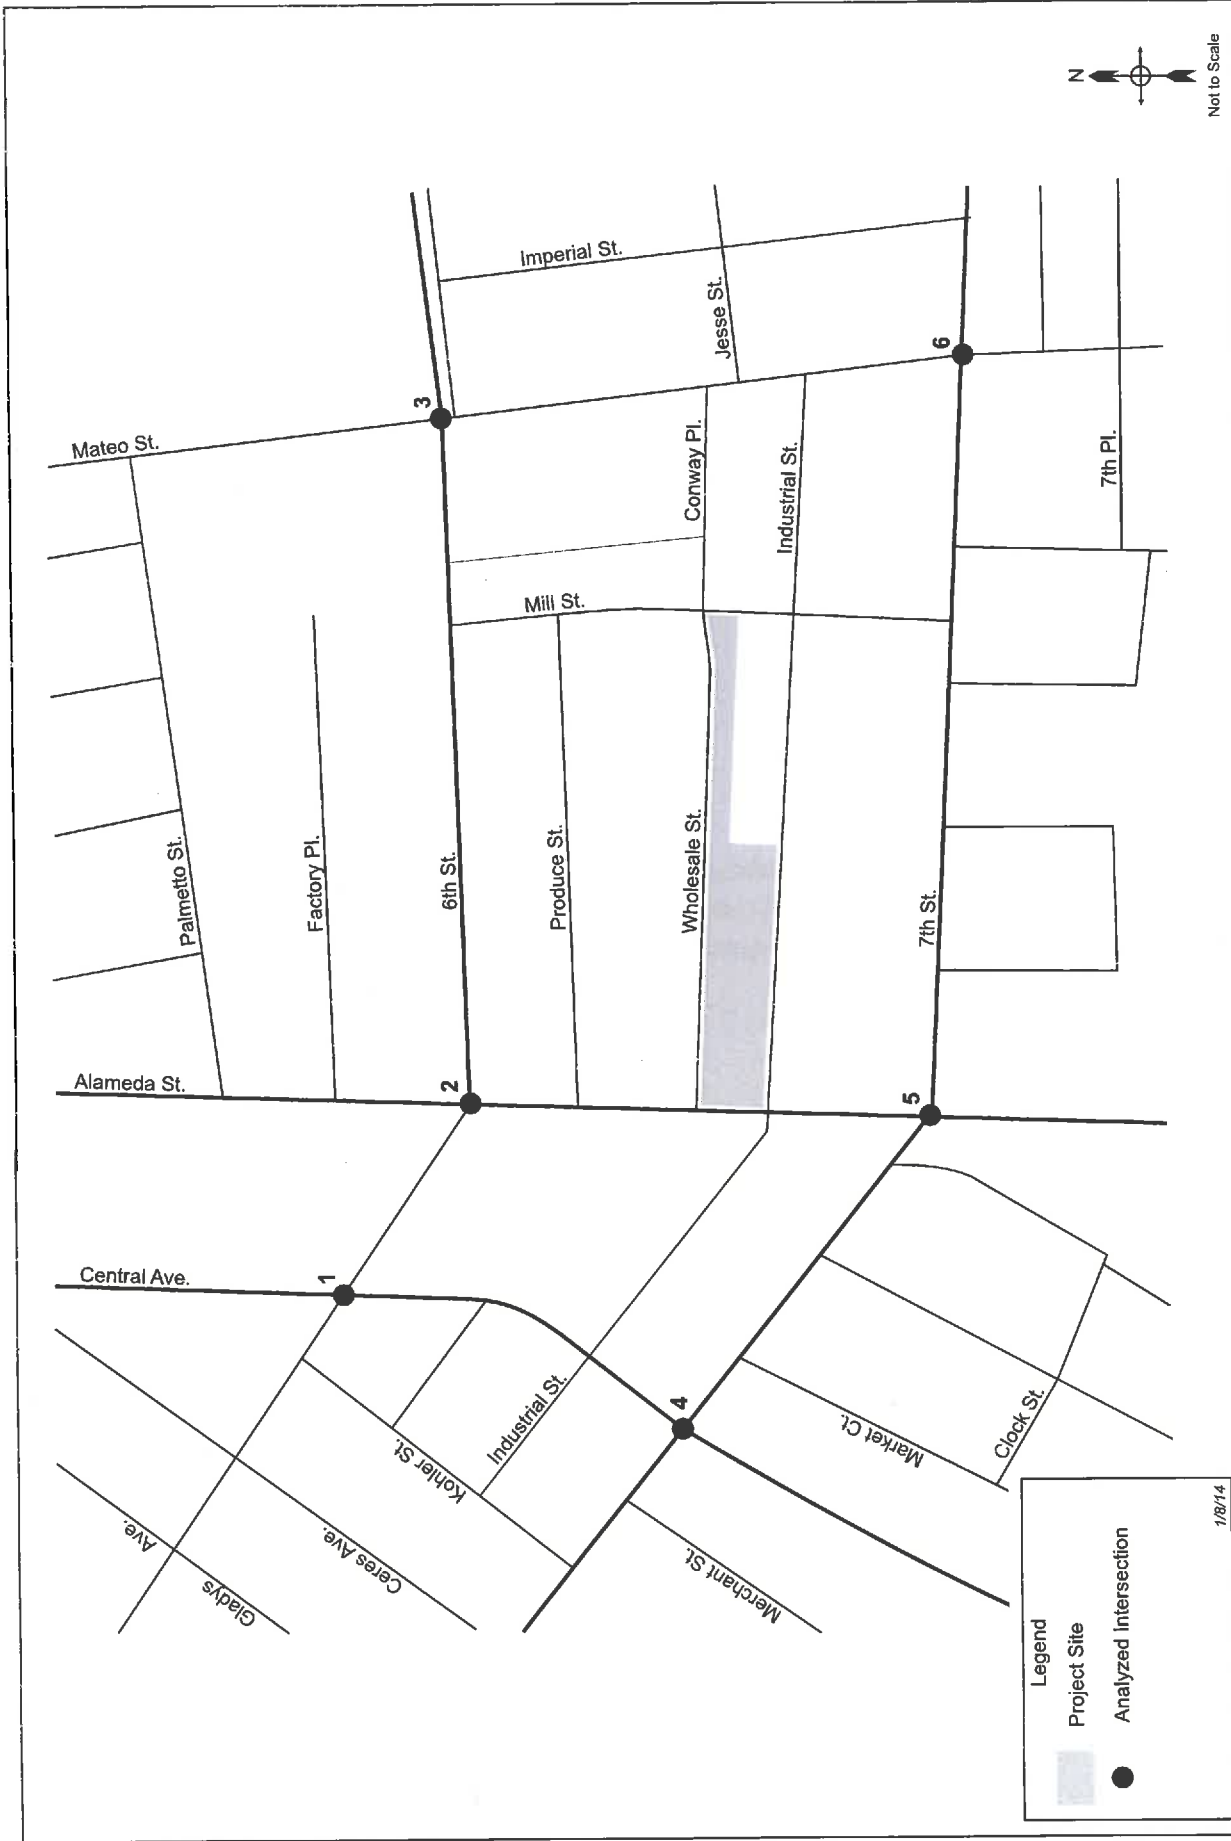 N
Not to Scale
Mateo St.
Imperial St.
Jesse St.
Conway Pl.
Industrial St.
7th Pl.
Mill St.
Palmetto St.
Factory Pl.
6th St.
Produce St.
Wholesale St.
7th St.
Alameda St.
Central Ave.
Kohler St.
Industrial St.
Market Ct.
Clock St.
Gladys
Ave.
Ceres Ave.
Merchant St.
1
2
3
4
5
6
Legend
Project Site
Analyzed Intersection
1/8/14